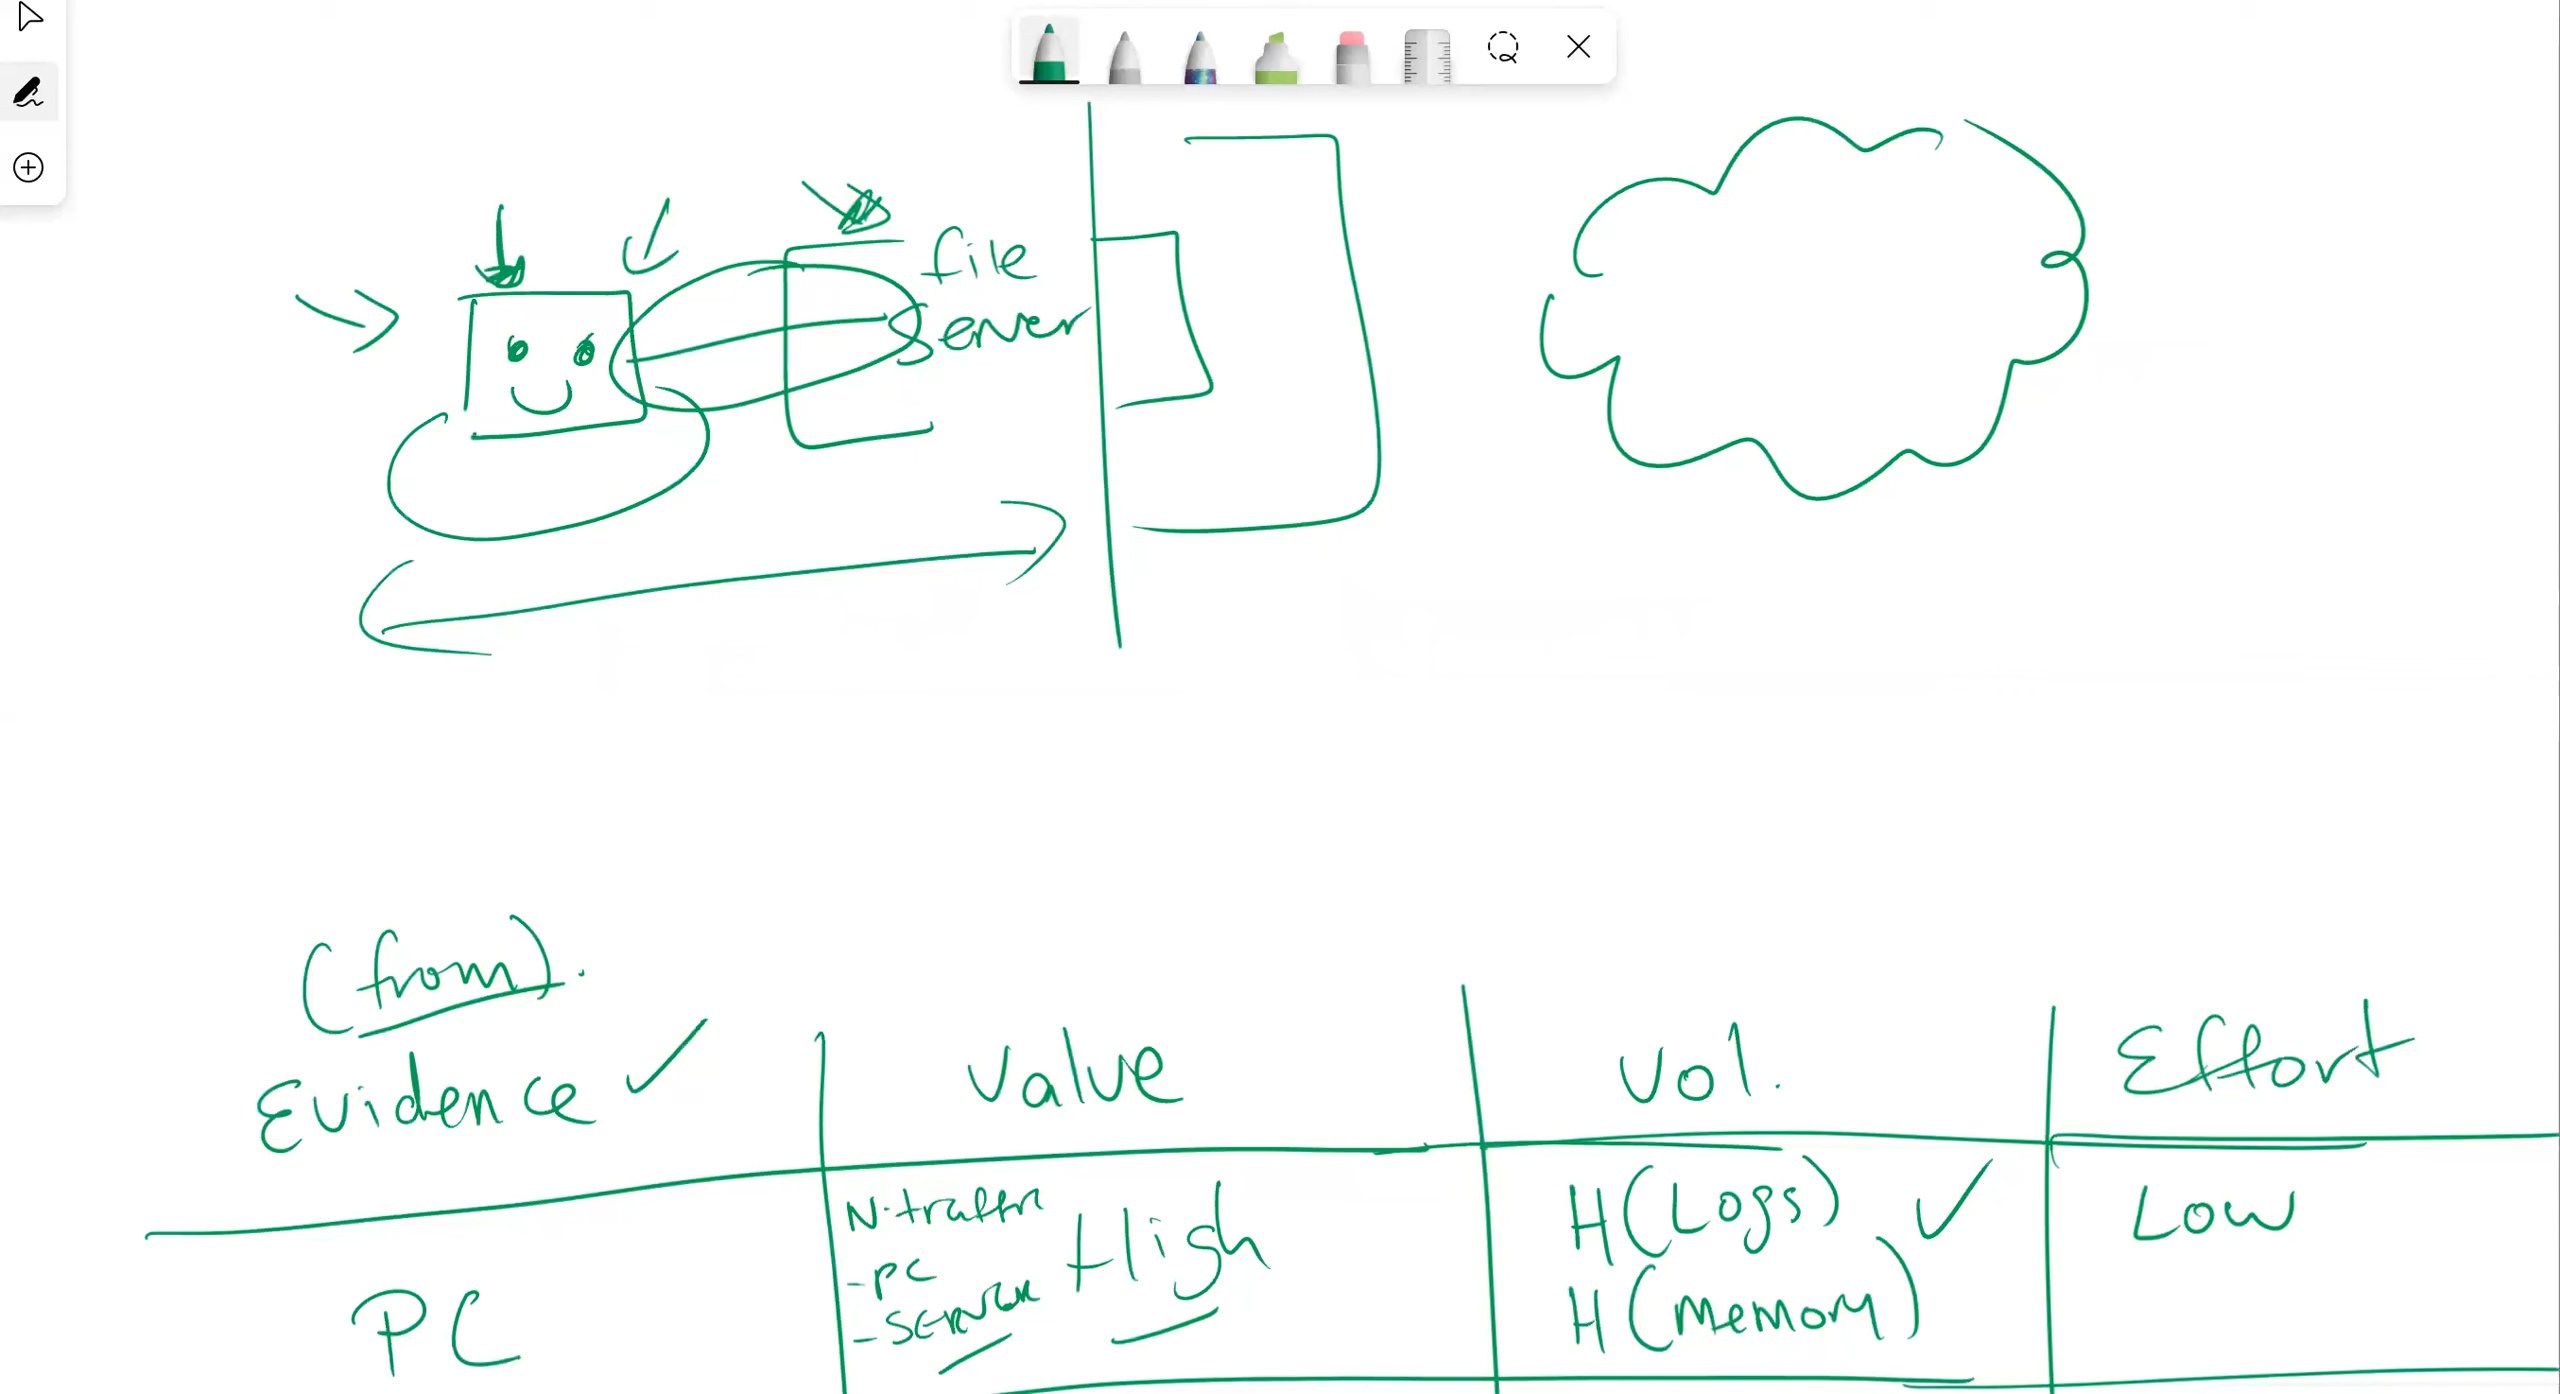 file
server
(from).
Evidence ✓
Value
Vol.
Effort
PC
N.traffic
-PC
-server
High
H(Logs) ✓
H(memory)
Low